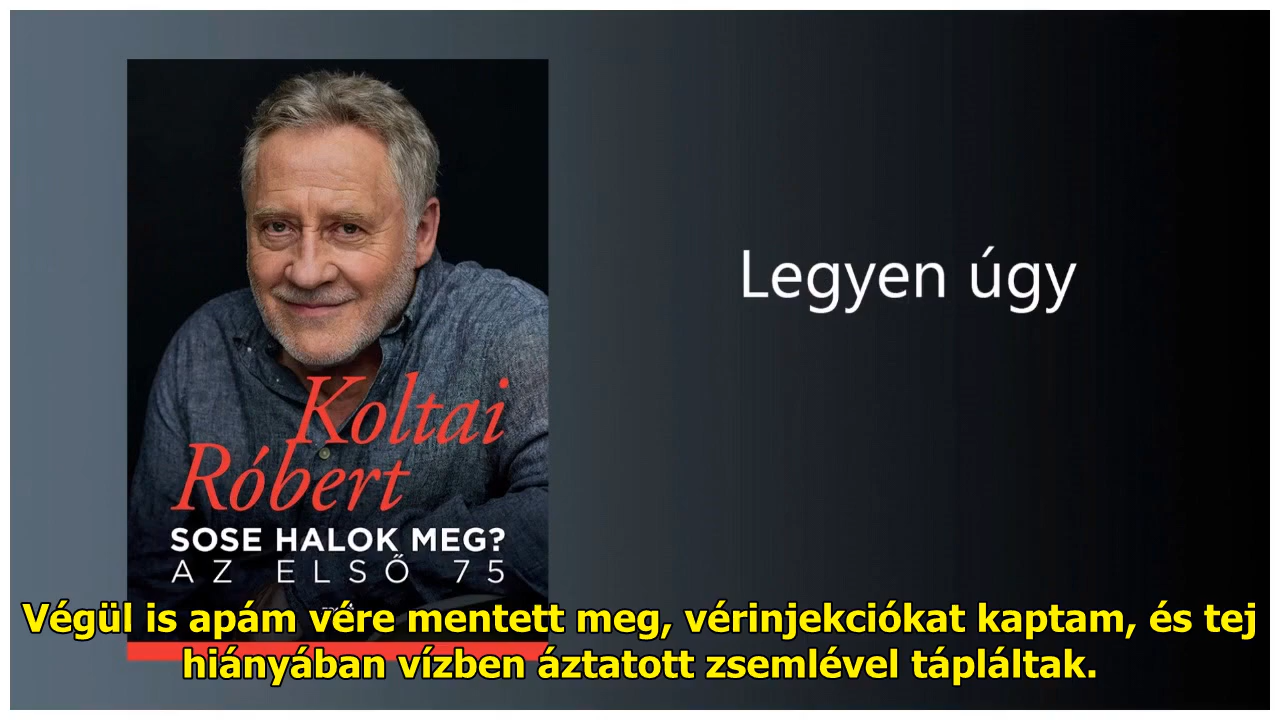 Legyen úgy
Koltai
Róbert
SOSE HALOK MEG?
AZ ELSŐ 75
Végül is apám vére mentett meg, vérinjekciókat kaptam, és tej
hiányában vízben áztatott zsemlével tápláltak.